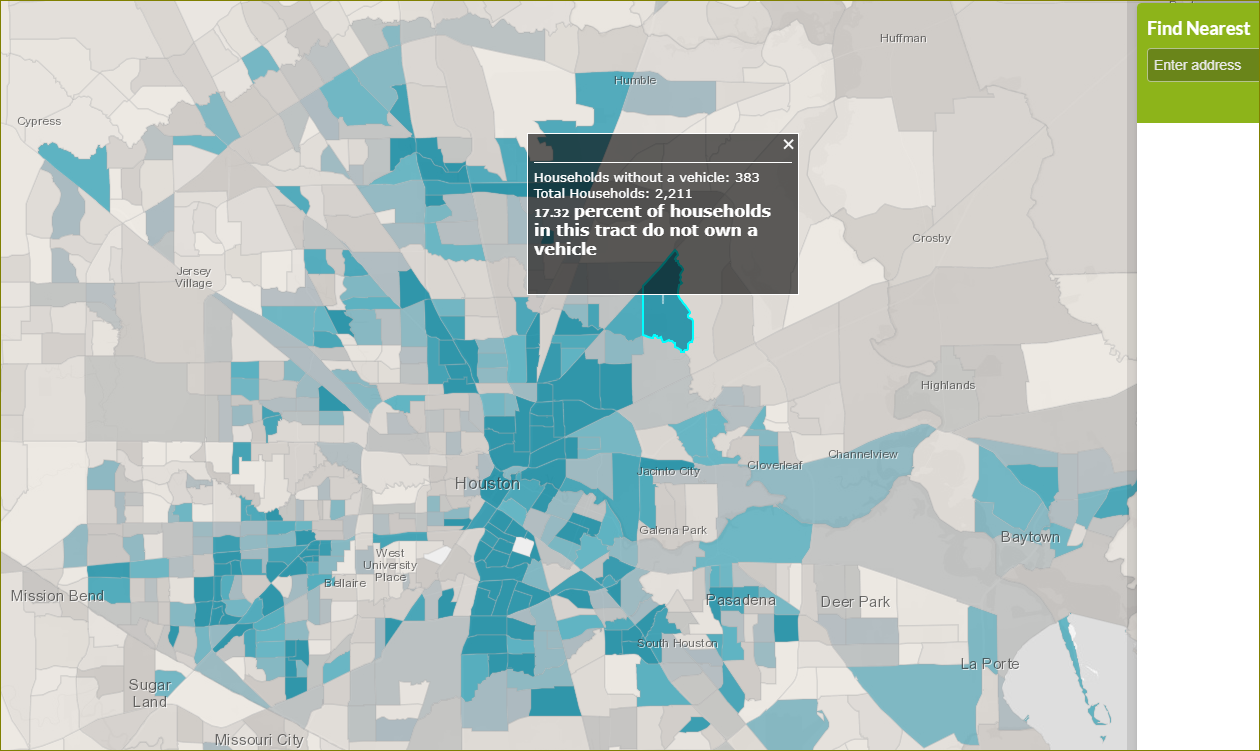 Find Nearest
Enter address
Huffman
Humble
Cypress
×
Households without a vehicle: 383
Total Households: 2,211
17.32 percent of households
in this tract do not own a
vehicle
Crosby
Jersey
Village
Highlands
Channelview
Cloverleaf
Jacinto City
Houston
Galena Park
Baytown
West
University
Place
Bellaire
Mission Bend
Pasadena
Deer Park
South Houston
La Porte
Sugar
Land
Missouri City